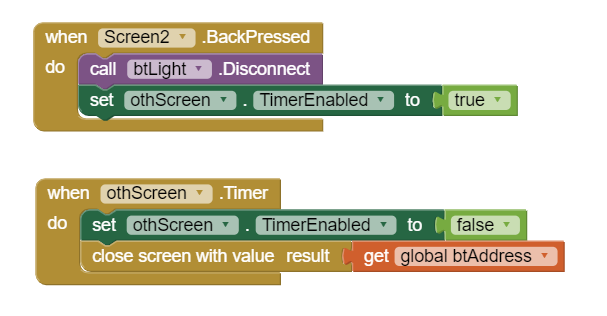 when Screen2 .BackPressed
do call btLight .Disconnect
set othScreen . TimerEnabled to true
when othScreen .Timer
do set othScreen . TimerEnabled to false
close screen with value result get global btAddress